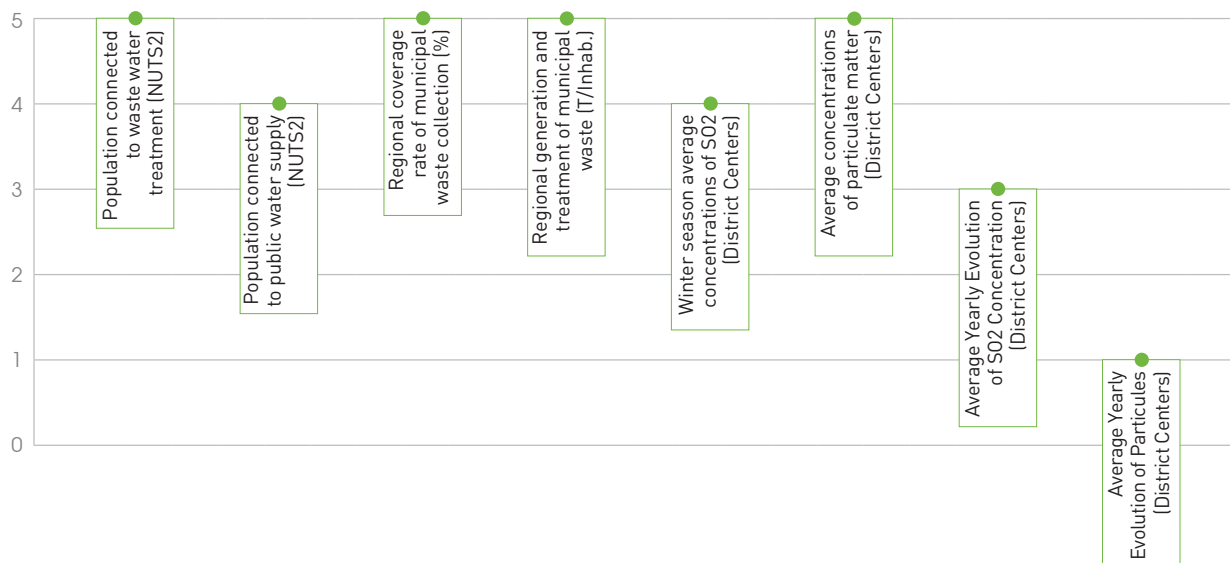 5
4
3
2
1
0
Population connected
to waste water
treatment (NUTS2)
Population connected
to public water supply
(NUTS2)
Regional coverage
rate of municipal
waste collection (%)
Regional generation and
treatment of municipal
waste (T/Inhab.)
Winter season average
concentrations of SO2
(District Centers)
Average concentrations
of particulate matter
(District Centers)
Average Yearly Evolution
of SO2 Concentration
(District Centers)
Average Yearly
Evolution of Particules
(District Centers)